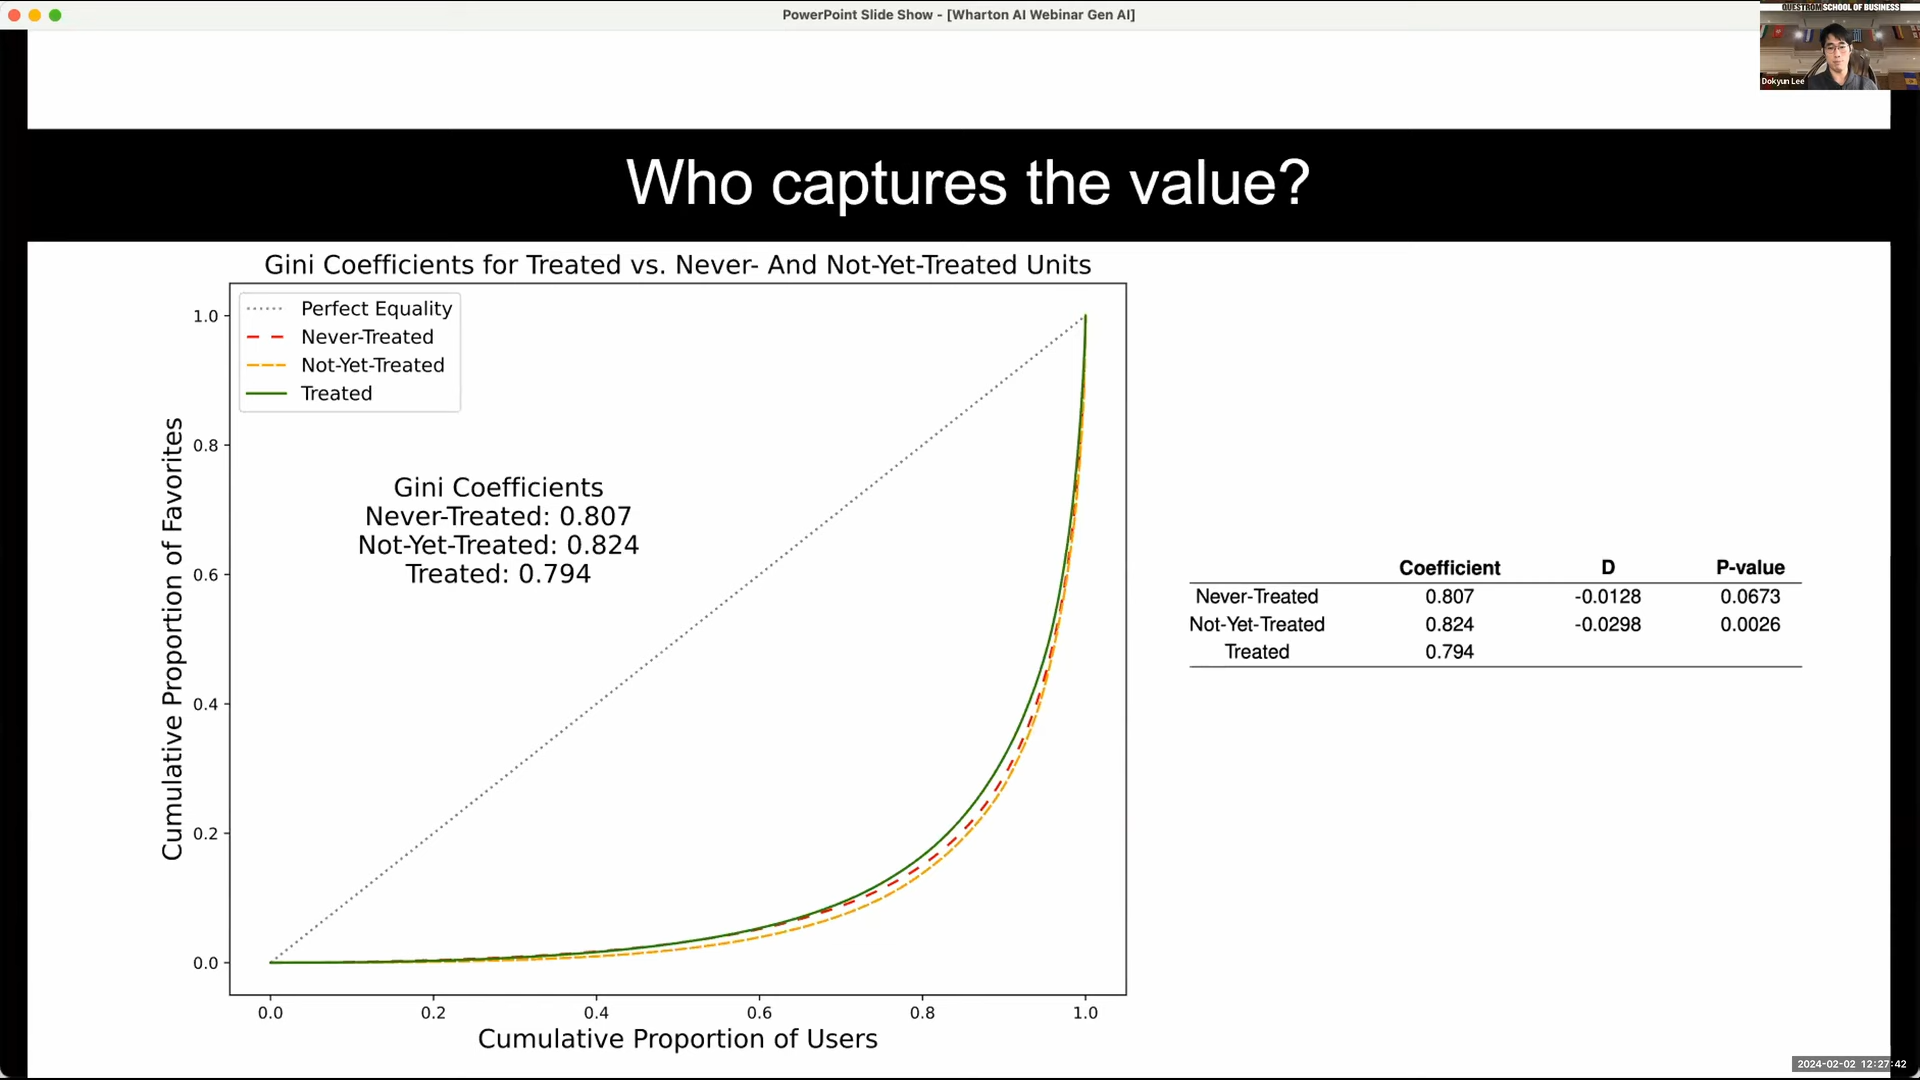 PowerPoint Slide Show - [Wharton AI Webinar Gen AI]
QUESTROM SCHOOL OF BUSINESS
Dokyun Lee
Who captures the value?
Gini Coefficients for Treated vs. Never- And Not-Yet-Treated Units
Perfect Equality
Never-Treated
Not-Yet-Treated
Treated
Gini Coefficients
Never-Treated: 0.807
Not-Yet-Treated: 0.824
Treated: 0.794
Cumulative Proportion of Favorites
1.0
0.8
0.6
0.4
0.2
0.0
0.0 0.2 0.4 0.6 0.8 1.0
Cumulative Proportion of Users
Coefficient D P-value
Never-Treated 0.807 -0.0128 0.0673
Not-Yet-Treated 0.824 -0.0298 0.0026
Treated 0.794
2024-02-02 12:27:42